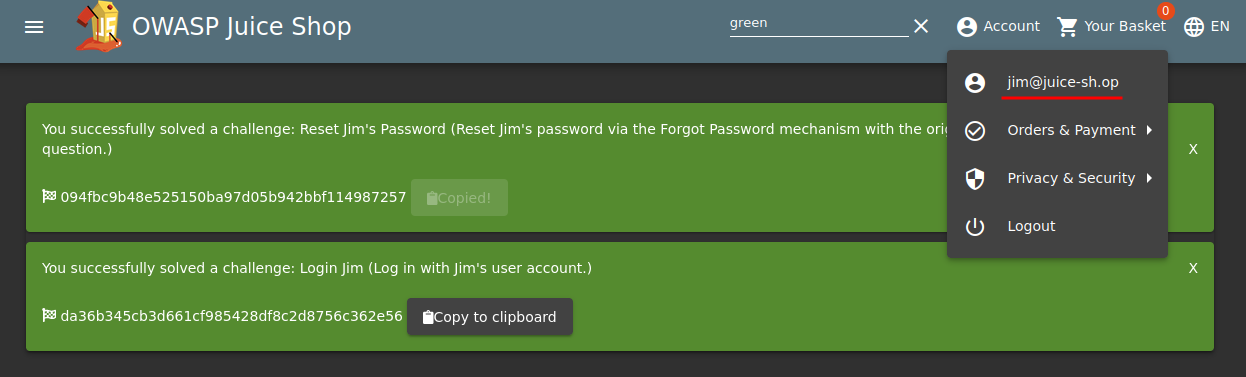 OWASP Juice Shop
green
Account
0
Your Basket
EN
jim@juice-sh.op
Orders & Payment
Privacy & Security
Logout
You successfully solved a challenge: Reset Jim's Password (Reset Jim's password via the Forgot Password mechanism with the
question.)
X
094fbc9b48e525150ba97d05b942bbf114987257
Copied!
You successfully solved a challenge: Login Jim (Log in with Jim's user account.)
X
da36b345cb3d661cf985428df8c2d8756c362e56
Copy to clipboard